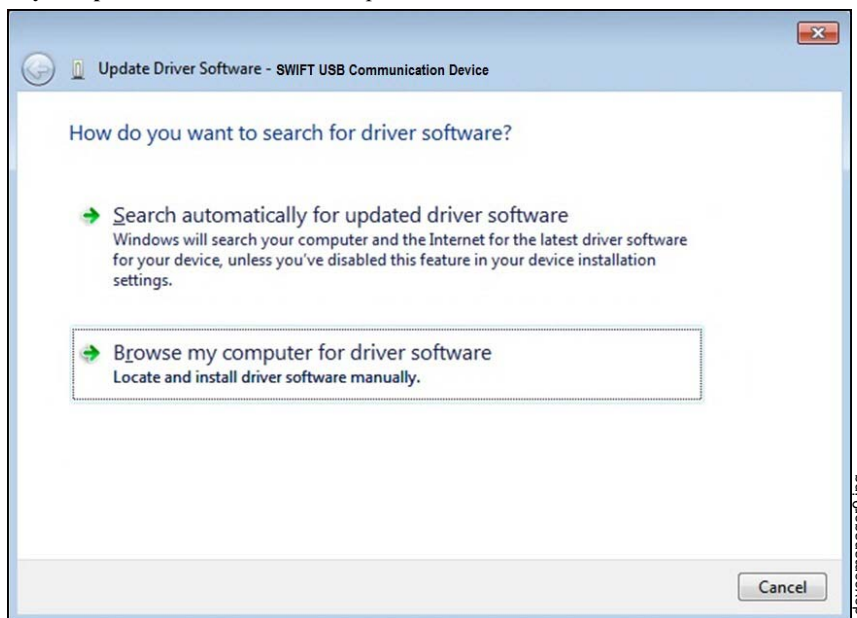 Update Driver Software - SWIFT USB Communication Device
How do you want to search for driver software?
Search automatically for updated driver software
Windows will search your computer and the Internet for the latest driver software
for your device, unless you've disabled this feature in your device installation
settings.
Browse my computer for driver software
Locate and install driver software manually.
Cancel